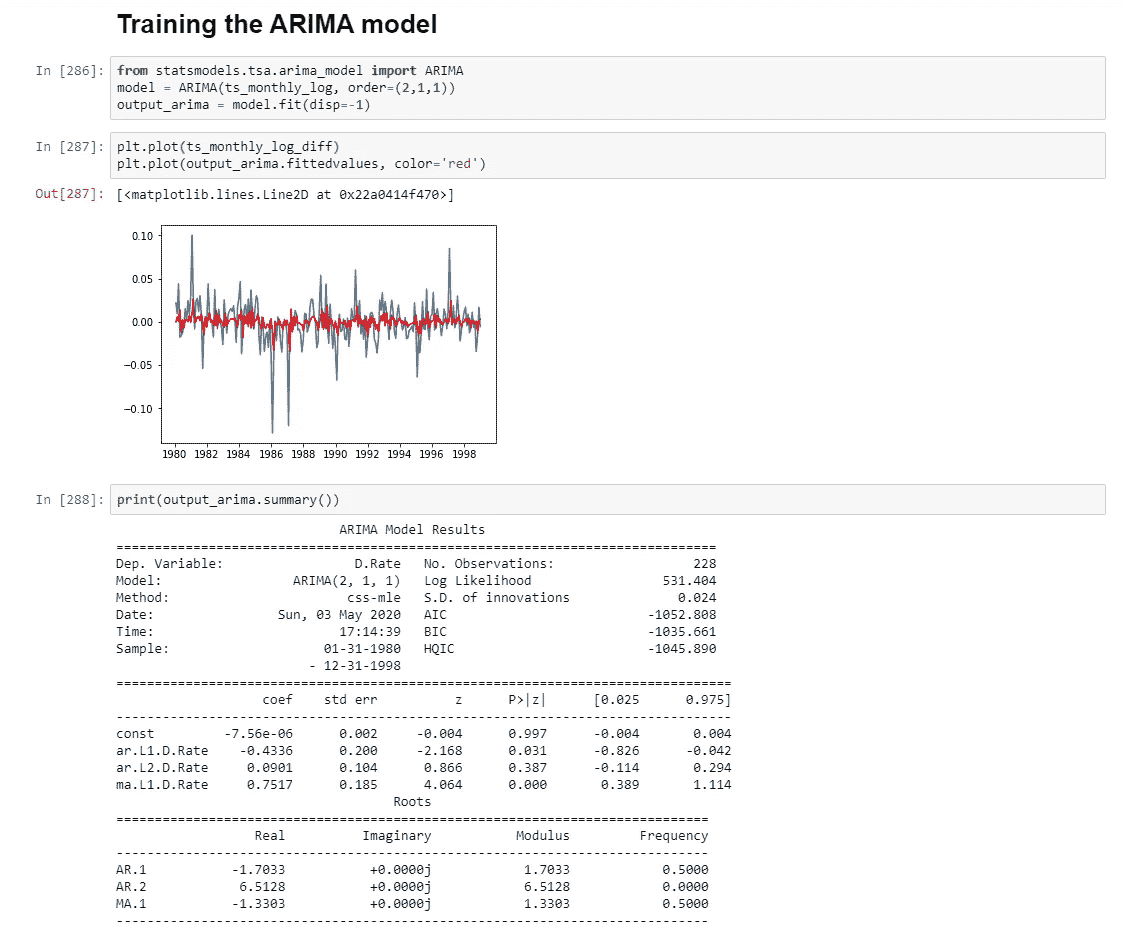 Training the ARIMA model
In [286]: from statsmodels.tsa.arima_model import ARIMA
model = ARIMA(ts_monthly_log, order=(2,1,1))
output_arima = model.fit(disp=-1)
In [287]: plt.plot(ts_monthly_log_diff)
plt.plot(output_arima.fittedvalues, color='red')
Out[287]: [<matplotlib.lines.Line2D at 0x22a0414f470>]
0.10
0.05
0.00
−0.05
−0.10
1980 1982 1984 1986 1988 1990 1992 1994 1996 1998
In [288]: print(output_arima.summary())
ARIMA Model Results
==============================================================================
Dep. Variable: D.Rate No. Observations: 228
Model: ARIMA(2, 1, 1) Log Likelihood 531.404
Method: css-mle S.D. of innovations 0.024
Date: Sun, 03 May 2020 AIC -1052.808
Time: 17:14:39 BIC -1035.661
Sample: 01-31-1980 HQIC -1045.890
- 12-31-1998
================================================================================
coef std err z P>|z| [0.025 0.975]
--------------------------------------------------------------------------------
const -7.56e-06 0.002 -0.004 0.997 -0.004 0.004
ar.L1.D.Rate -0.4336 0.200 -2.168 0.031 -0.826 -0.042
ar.L2.D.Rate 0.0901 0.104 0.866 0.387 -0.114 0.294
ma.L1.D.Rate 0.7517 0.185 4.064 0.000 0.389 1.114
Roots
=============================================================================
Real Imaginary Modulus Frequency
-----------------------------------------------------------------------------
AR.1 -1.7033 +0.0000j 1.7033 0.5000
AR.2 6.5128 +0.0000j 6.5128 0.0000
MA.1 -1.3303 +0.0000j 1.3303 0.5000
-----------------------------------------------------------------------------